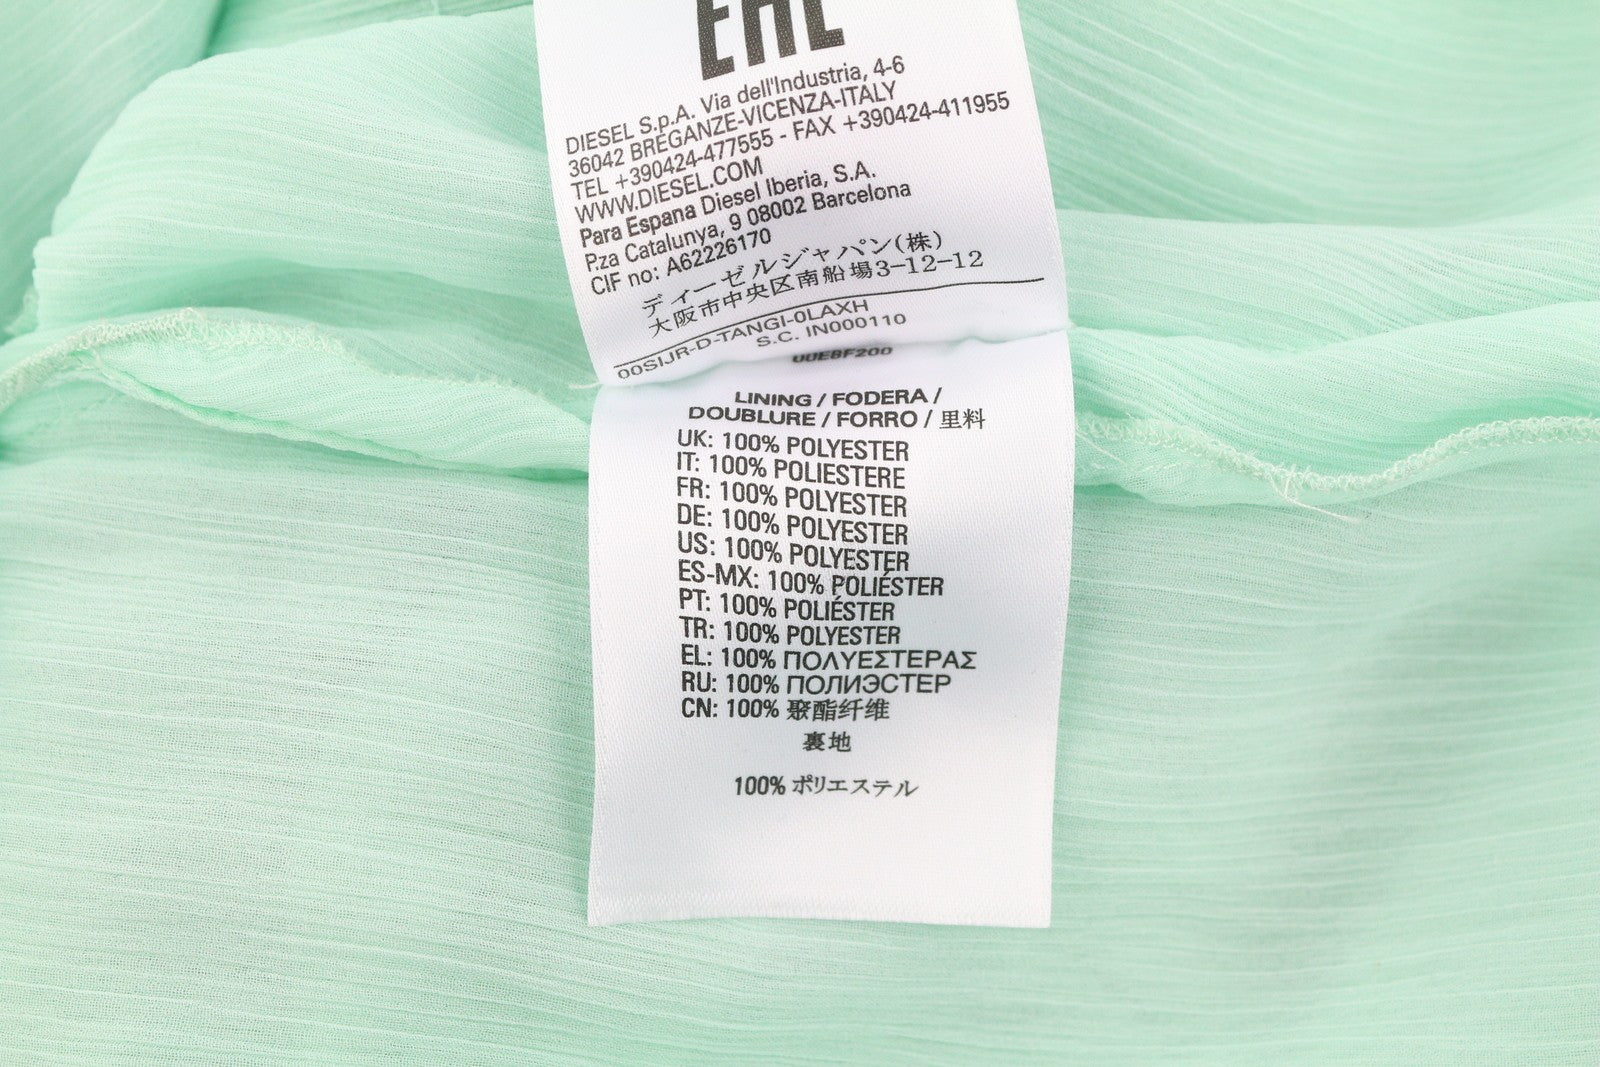 EAC
DIESEL S.p.A. Via dell'Industria, 4-6
36042 BREGANZE-VICENZA-ITALY
TEL +390424-477555 - FAX +390424-411955
WWW.DIESEL.COM
Para Espana Diesel Iberia, S.A.
P.za Catalunya, 9 08002 Barcelona
CIF no: A62226170
ディーゼルジャパン(株)
大阪市中央区南船場3-12-12
00SIJR-D-TANGI-0LAXH
S.C. IN000110
00EBF200
LINING / FODERA /
DOUBLURE / FORRO / 里料
UK: 100% POLYESTER
IT: 100% POLIESTERE
FR: 100% POLYESTER
DE: 100% POLYESTER
US: 100% POLYESTER
ES-MX: 100% POLIÉSTER
PT: 100% POLIÉSTER
TR: 100% POLYESTER
EL: 100% ΠΟΛΥΕΣΤΕΡΑΣ
RU: 100% ПОЛИЭСТЕР
CN: 100% 聚酯纤维
裏地
100% ポリエステル